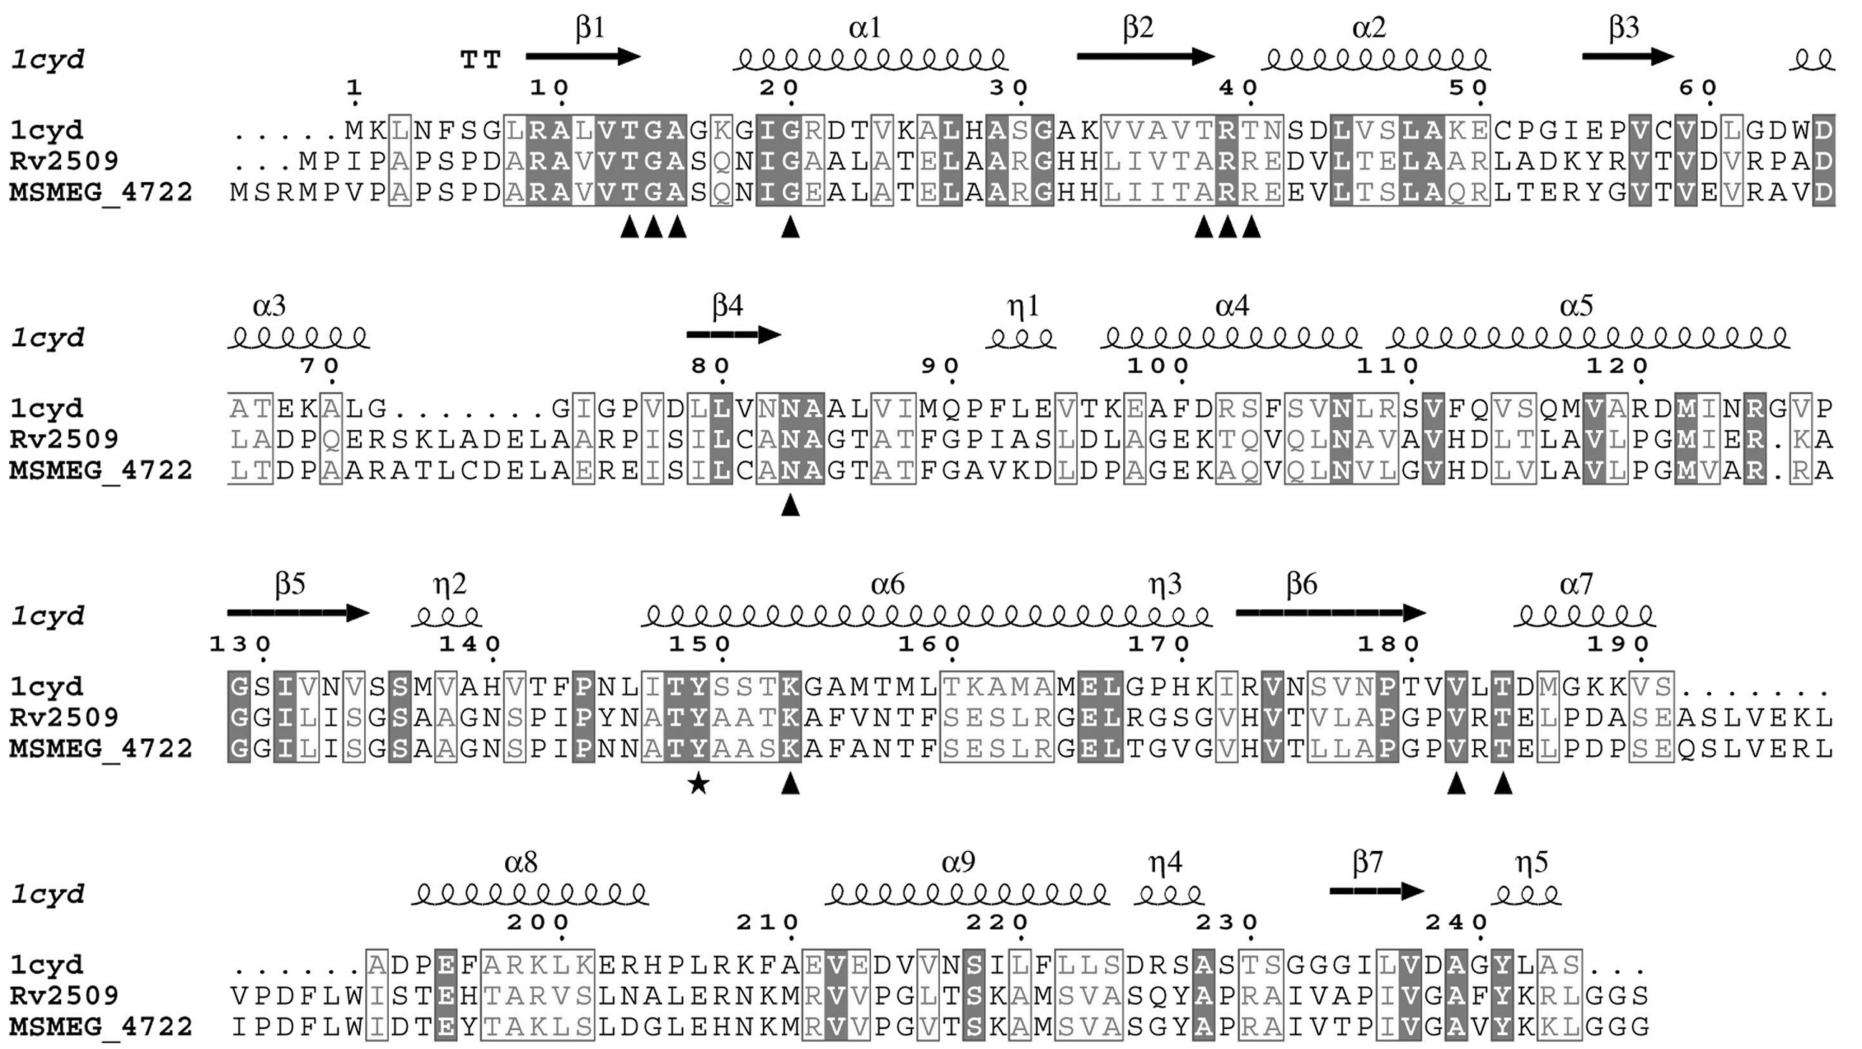 β1 α1 β2 α2 β3
1cyd TT
1 10 20 30 40 50 60
1cyd .....MKLNFSGLRALVTGAGKGIGRDTVKALHASGAKVVAVTRTNSDLVSLAKECPGIEPVCVDLGDWD
Rv2509 ...MPIPAPSPDARAVVTGASQNIGAALATELAARGHHLIVTARREDVLTELAARLADKYRVTVDVRPAD
MSMEG_4722 MSRMPVPAPSPDARAVVTGASQNIGEALATELAARGHHLIITARREEVLTSLAQRLTERYGVTVEVRAVD
α3 β4 η1 α4 α5
1cyd
70 80 90 100 110 120
1cyd ATEKALG.......GIGPVDLLVNNAALVIMQPFLEVTKEAFDRSFSVNLRSVFQVSQMVARDMINRGVP
Rv2509 LADPQERSKLADELAARPISILCANAGTATFGPIASLDLAGEKTQVQLNAVAVHDLTLAVLPGMIER.KA
MSMEG_4722 LTDPAARATLCDELAEREISILCANAGTATFGAVKDLDPAGEKAQVQLNVLGVHDLVLAVLPGMVAR.RA
β5 η2 α6 η3 β6 α7
1cyd
130 140 150 160 170 180 190
1cyd GSIVNVSSMVAHVTFPNLITYSSTKGAMTMLTKAMAMELGPHKIRVNSVNPTVVLTDMGKKVS.......
Rv2509 GGILISGSAAGNSPIPYNATYAATKAFVNTFSESLRGELRGSGVHVTVLAPGPVRTELPDASEASLVEKL
MSMEG_4722 GGILISGSAAGNSPIPNNATYAASKAFANTFSESLRGELTGVGVHVTLLAPGPVRTELPDPSEQSLVERL
α8 α9 η4 β7 η5
1cyd
200 210 220 230 240
1cyd ......ADPEFARKLKERHPLRKFAEVEDVVNSILFLLSDRSASTSGGGILVDAGYLAS...
Rv2509 VPDFLWISTEHTARVSLNALERNKMRVVPGLTSKAMSVASQYAPRAIVAPIVGAFYKRLGGS
MSMEG_4722 IPDFLWIDTEYTAKLSLDGLEHNKMRVVPGVTSKAMSVASGYAPRAIVTPIVGAVYKKLGGG